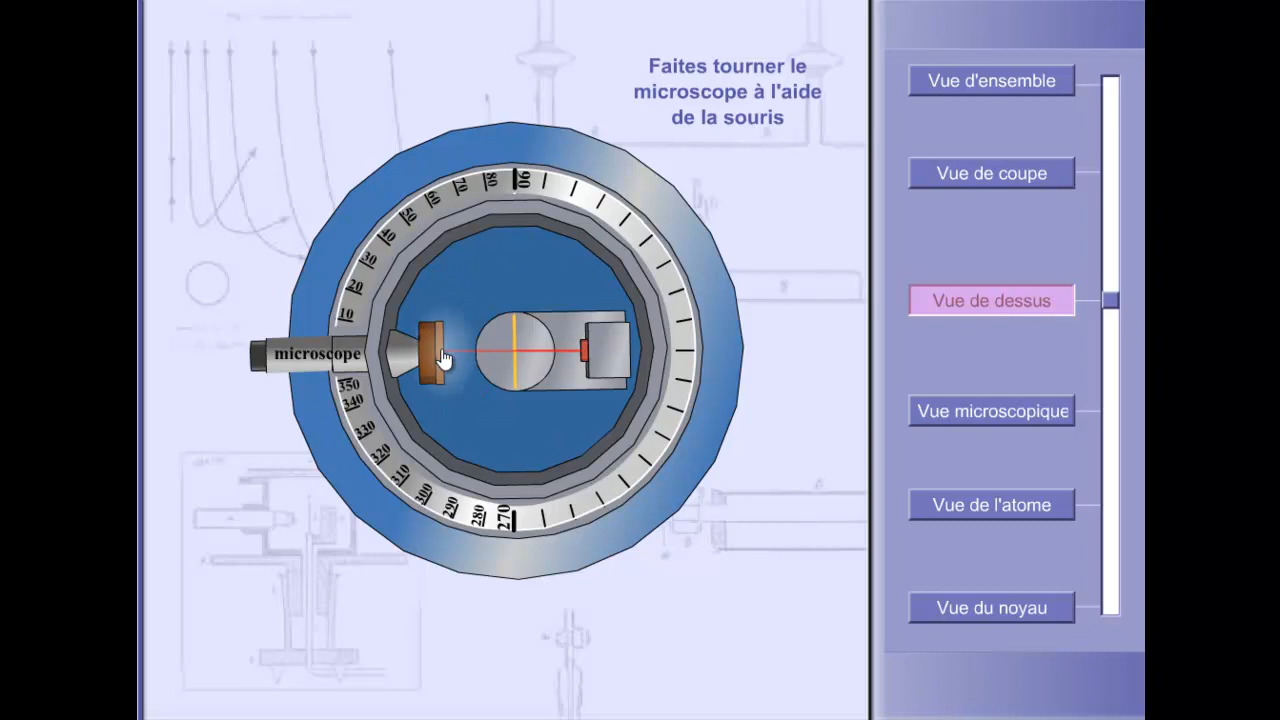 Faites tourner le
microscope à l'aide
de la souris
Vue d'ensemble
Vue de coupe
Vue de dessus
Vue microscopique
Vue de l'atome
Vue du noyau
microscope
10
20
30
40
50
60
70
80
90
350
340
330
320
310
300
290
280
270